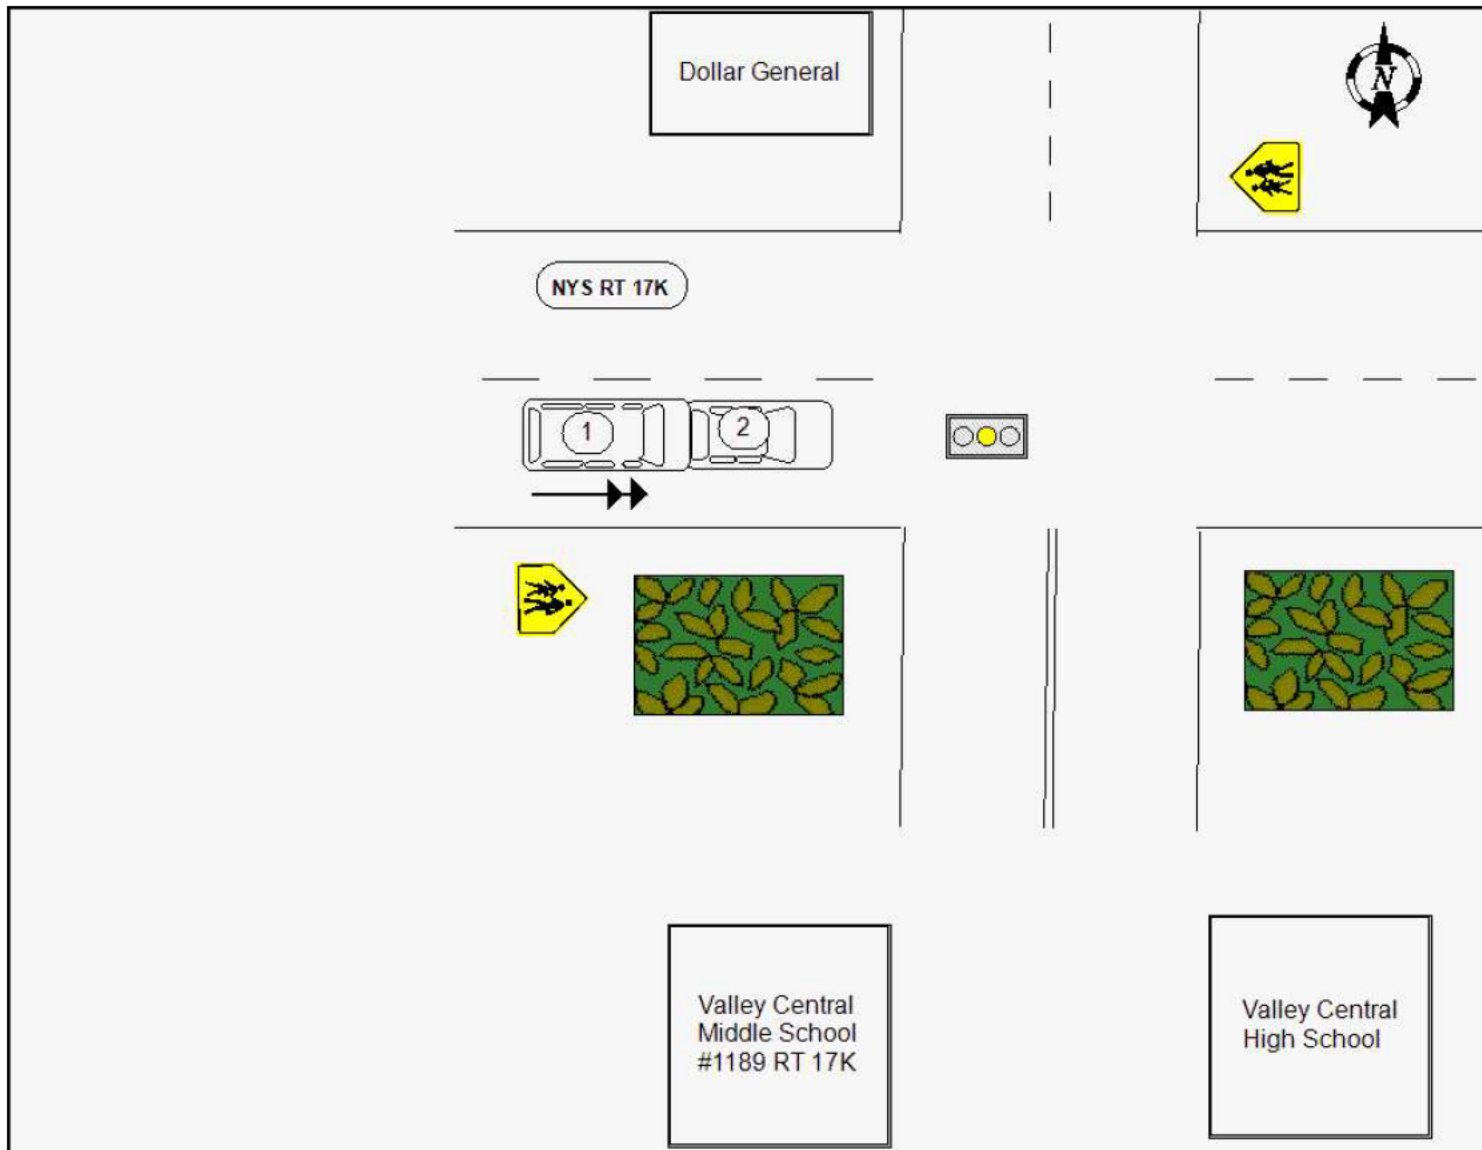 Dollar General
N
NYS RT 17K
1
2
Valley Central
Middle School
#1189 RT 17K
Valley Central
High School